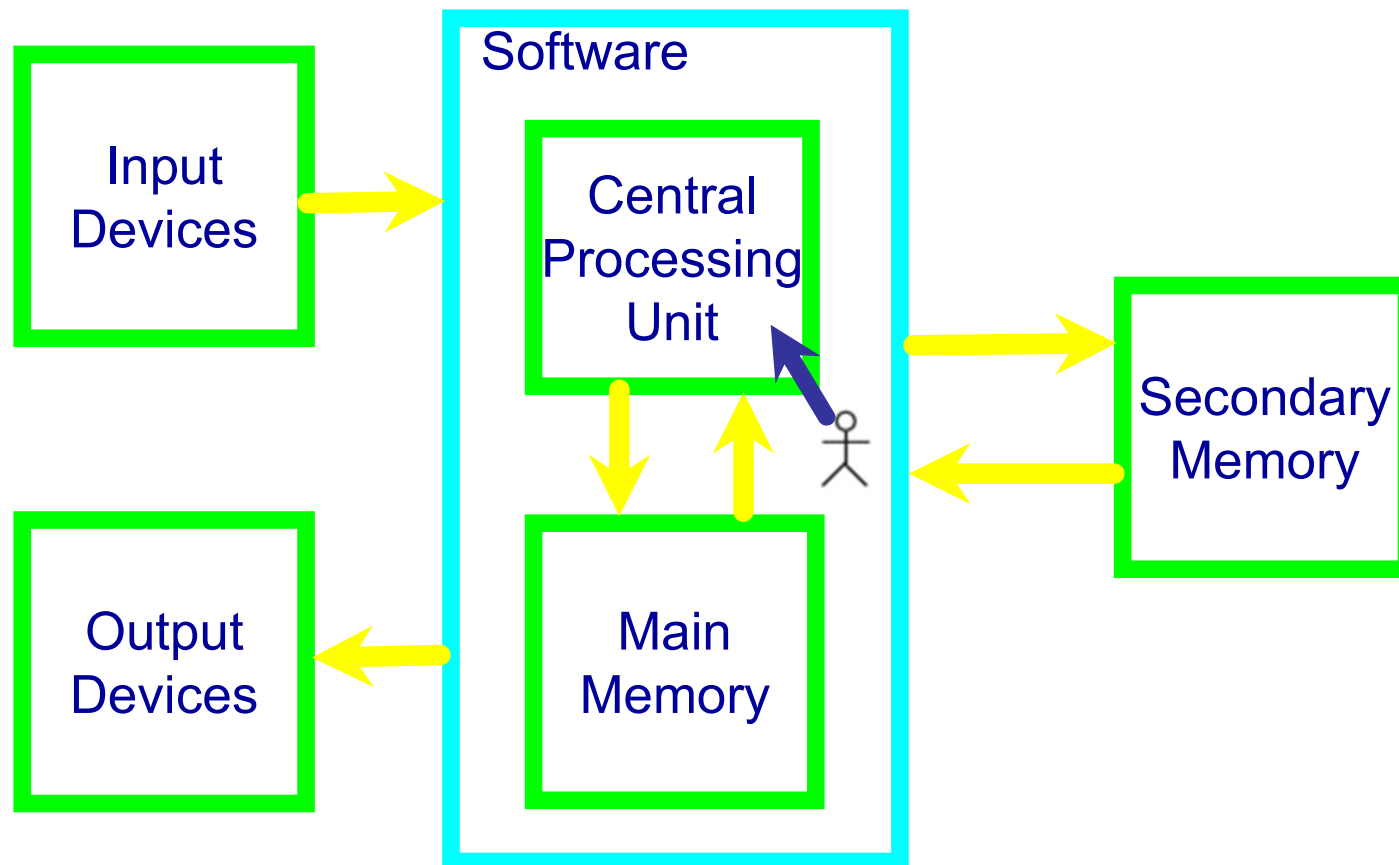 Software
Input
Devices
Central
Processing
Unit
Secondary
Memory
Output
Devices
Main
Memory